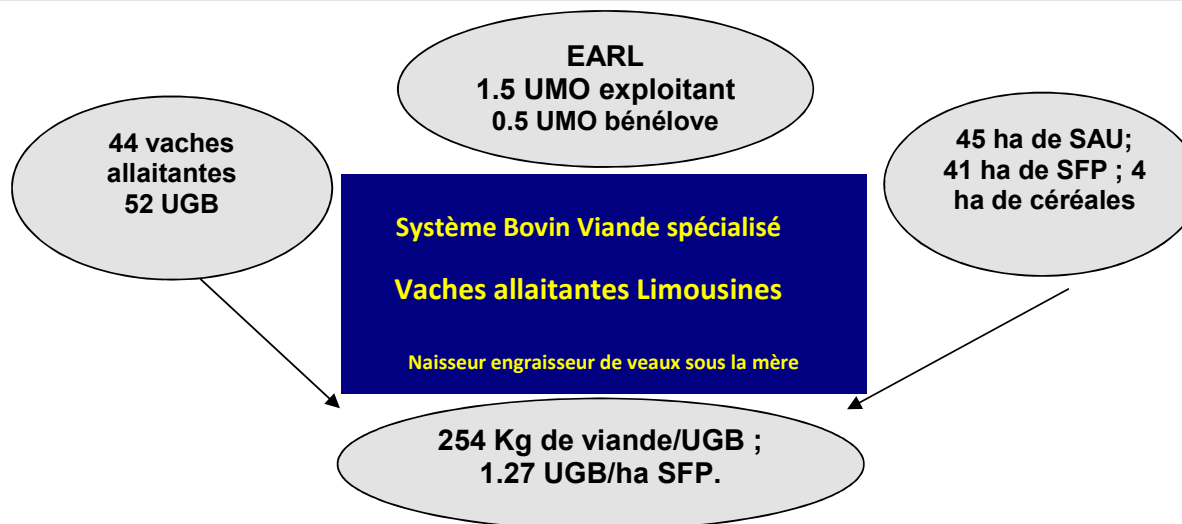 EARL
1.5 UMO exploitant
0.5 UMO bénélove
44 vaches
allaitantes
52 UGB
45 ha de SAU;
41 ha de SFP ; 4
ha de céréales
Système Bovin Viande spécialisé
Vaches allaitantes Limousines
Naisseur engraisseur de veaux sous la mère
254 Kg de viande/UGB ;
1.27 UGB/ha SFP.